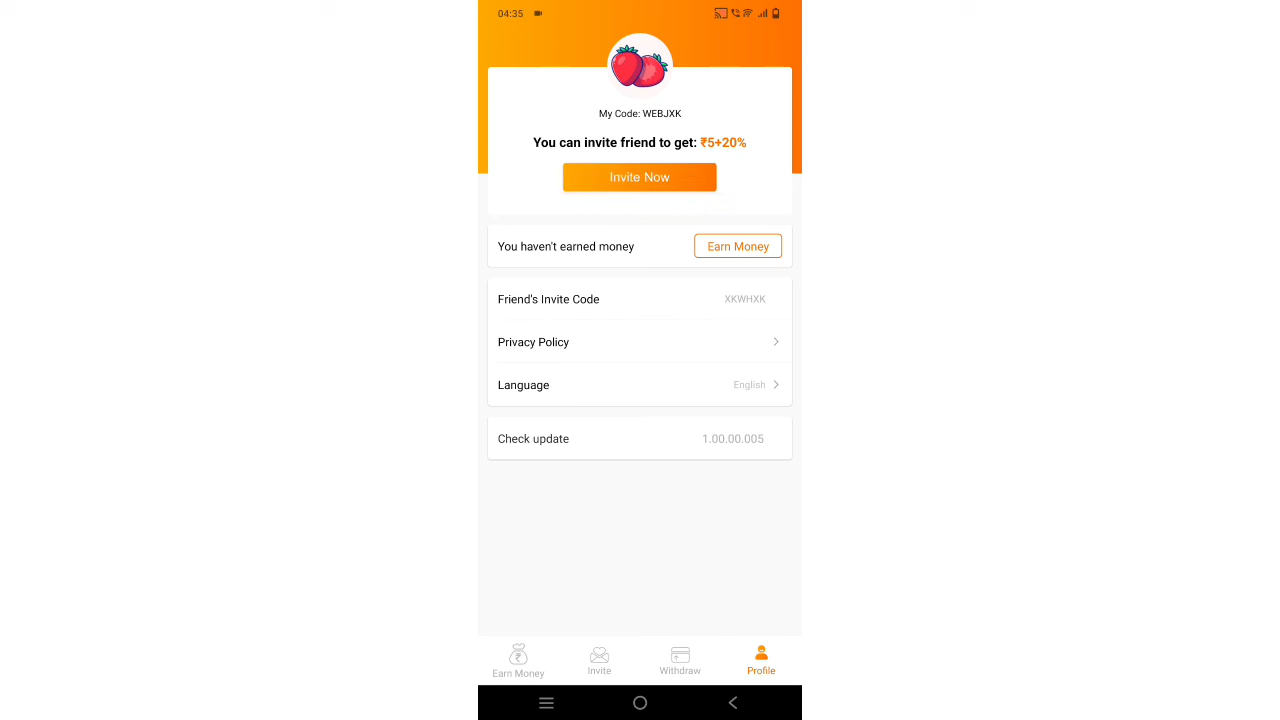 04:35
My Code: WEBJXK
You can invite friend to get: ₹5+20%
Invite Now
You haven't earned money
Earn Money
Friend's Invite Code
XKWHXK
Privacy Policy
Language
English
Check update
1.00.00.005
₹
Earn Money
Invite
Withdraw
Profile